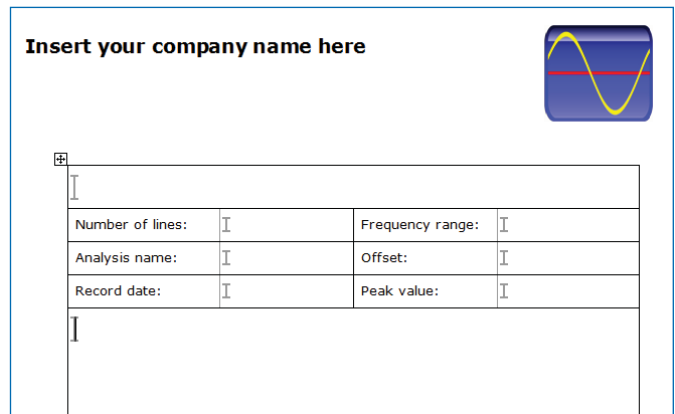 Insert your company name here
Number of lines: Frequency range:
Analysis name: Offset:
Record date: Peak value: